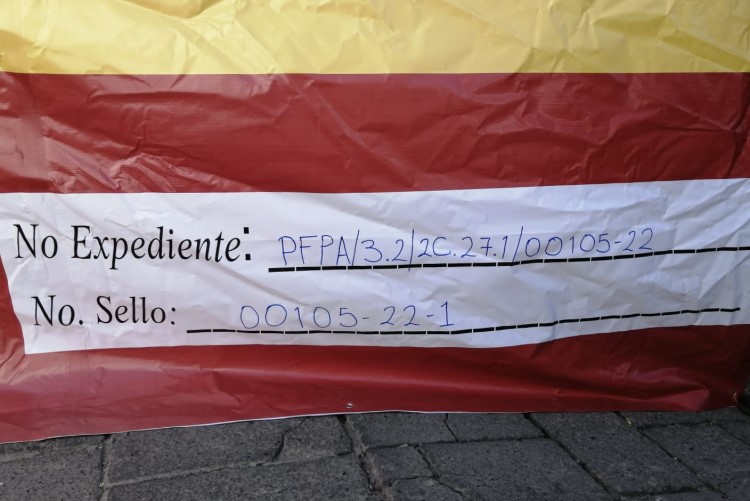 No Expediente: PFPA/3.2/2C.27.1/00105-22
No. Sello: 00105-22-1